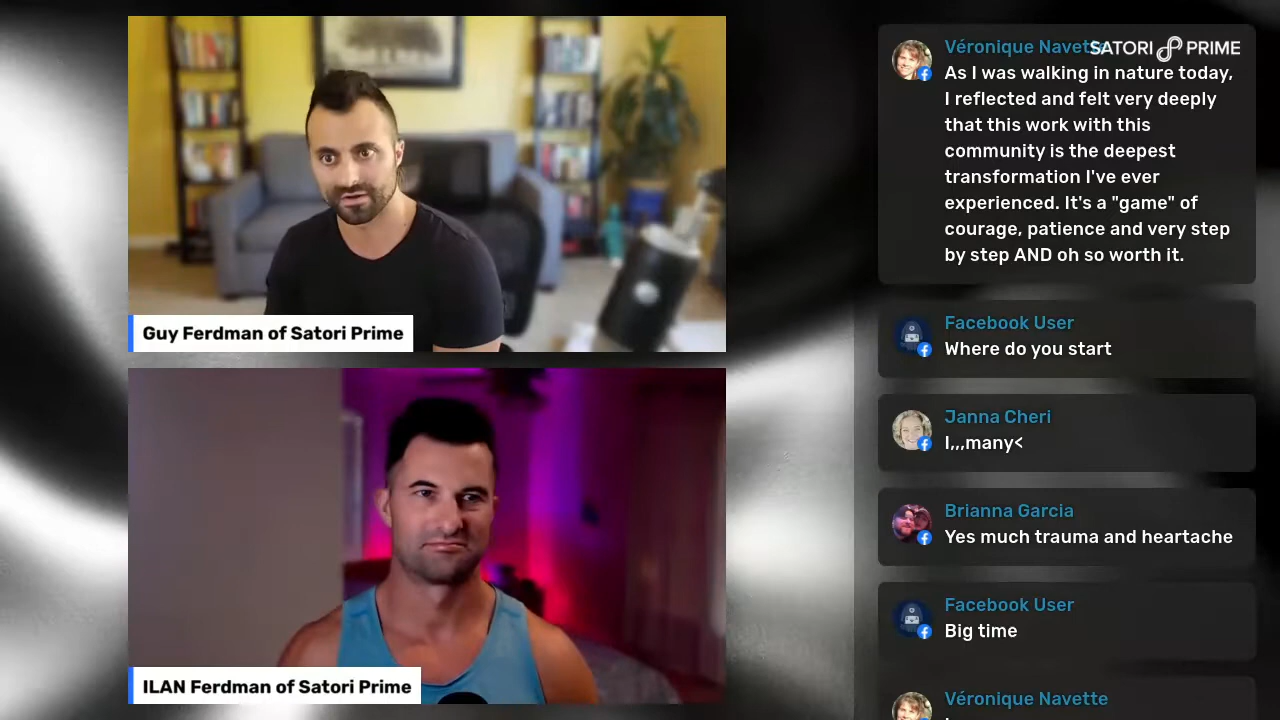 Guy Ferdman of Satori Prime
ILAN Ferdman of Satori Prime
SATORI PRIME
Véronique Navette
As I was walking in nature today,
I reflected and felt very deeply
that this work with this
community is the deepest
transformation I've ever
experienced. It's a "game" of
courage, patience and very step
by step AND oh so worth it.
Facebook User
Where do you start
Janna Cheri
I,,,many<
Brianna Garcia
Yes much trauma and heartache
Facebook User
Big time
Véronique Navette